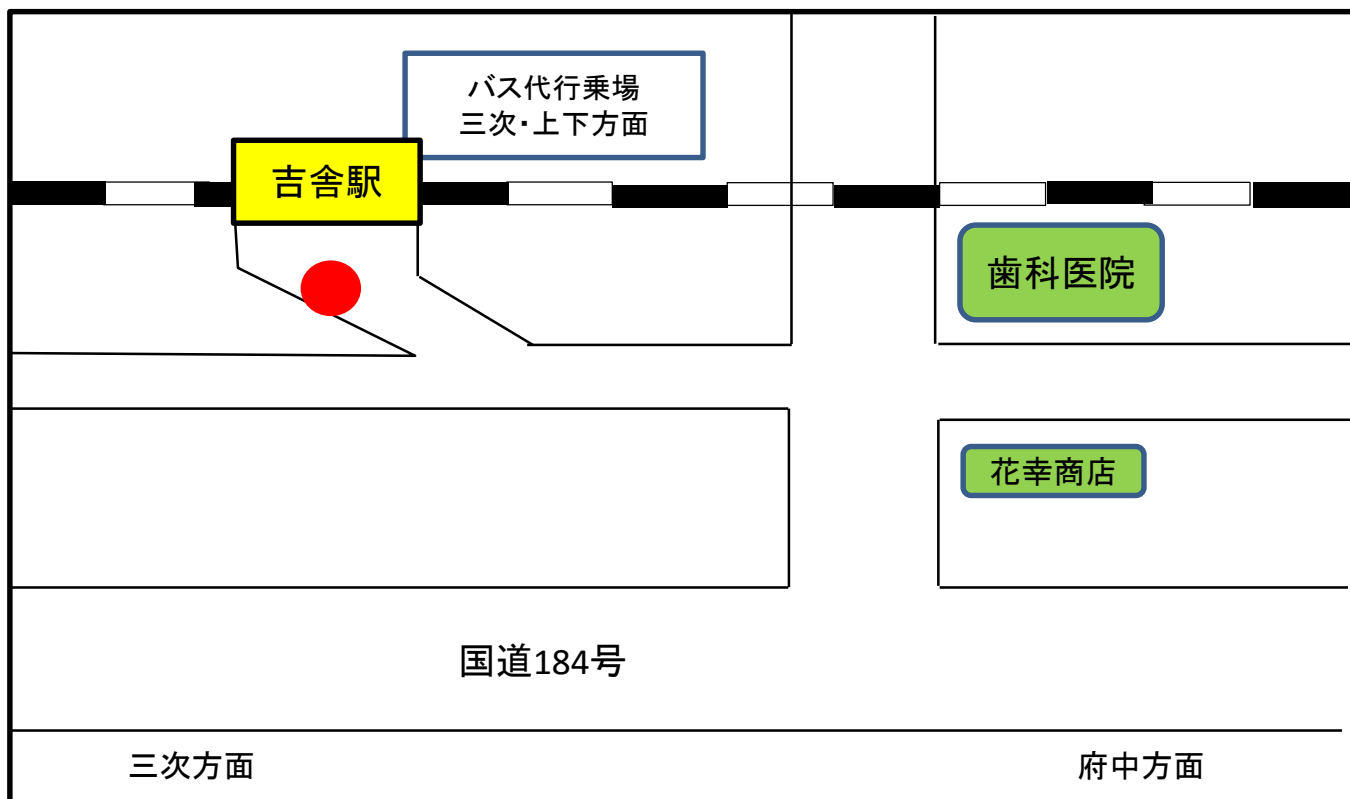 バス代行乗場
三次・上下方面
吉舎駅
歯科医院
花幸商店
国道184号
三次方面
府中方面